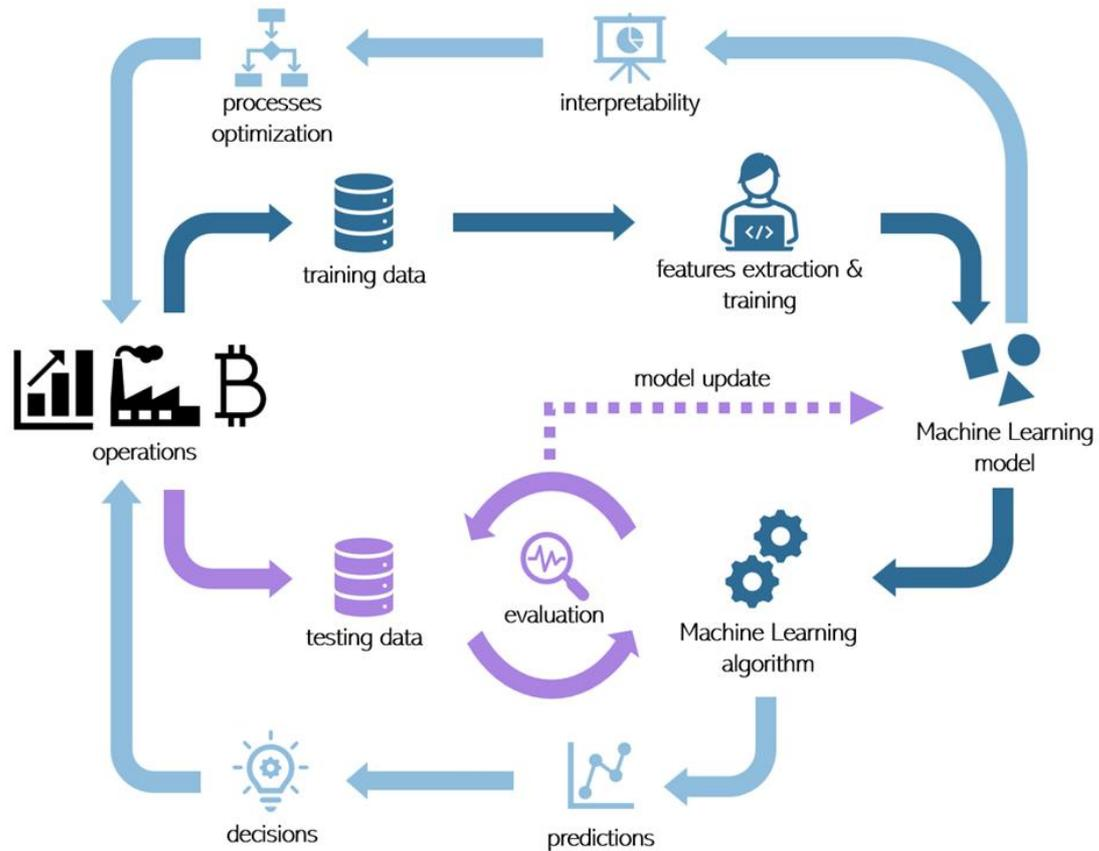 processes
optimization
interpretability
training data
</>
features extraction &
training
model update
operations
Machine Learning
model
evaluation
testing data
Machine Learning
algorithm
decisions
predictions